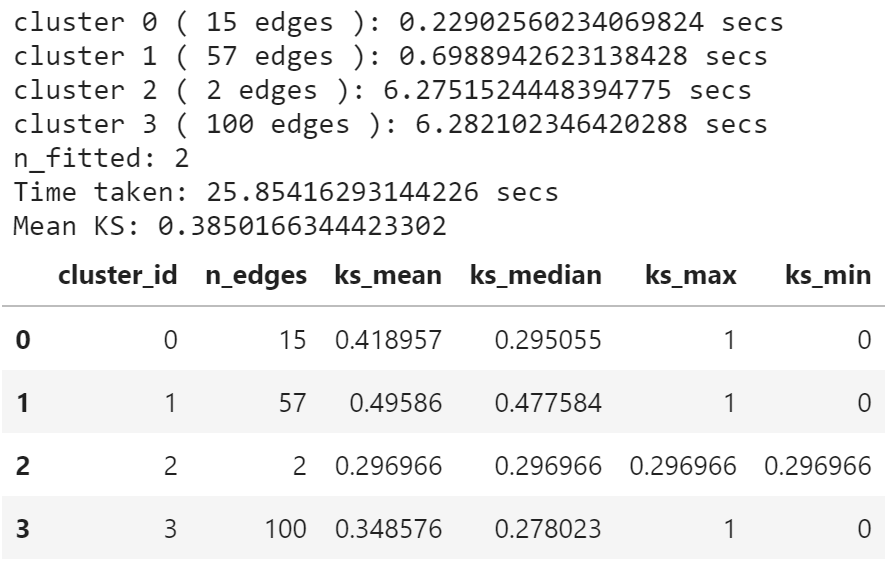 cluster 0 ( 15 edges ): 0.22902560234069824 secs
cluster 1 ( 57 edges ): 0.6988942623138428 secs
cluster 2 ( 2 edges ): 6.2751524448394775 secs
cluster 3 ( 100 edges ): 6.282102346420288 secs
n_fitted: 2
Time taken: 25.85416293144226 secs
Mean KS: 0.3850166344423302
cluster_id n_edges ks_mean ks_median ks_max ks_min
0 0 15 0.418957 0.295055 1 0
1 1 57 0.49586 0.477584 1 0
2 2 2 0.296966 0.296966 0.296966 0.296966
3 3 100 0.348576 0.278023 1 0